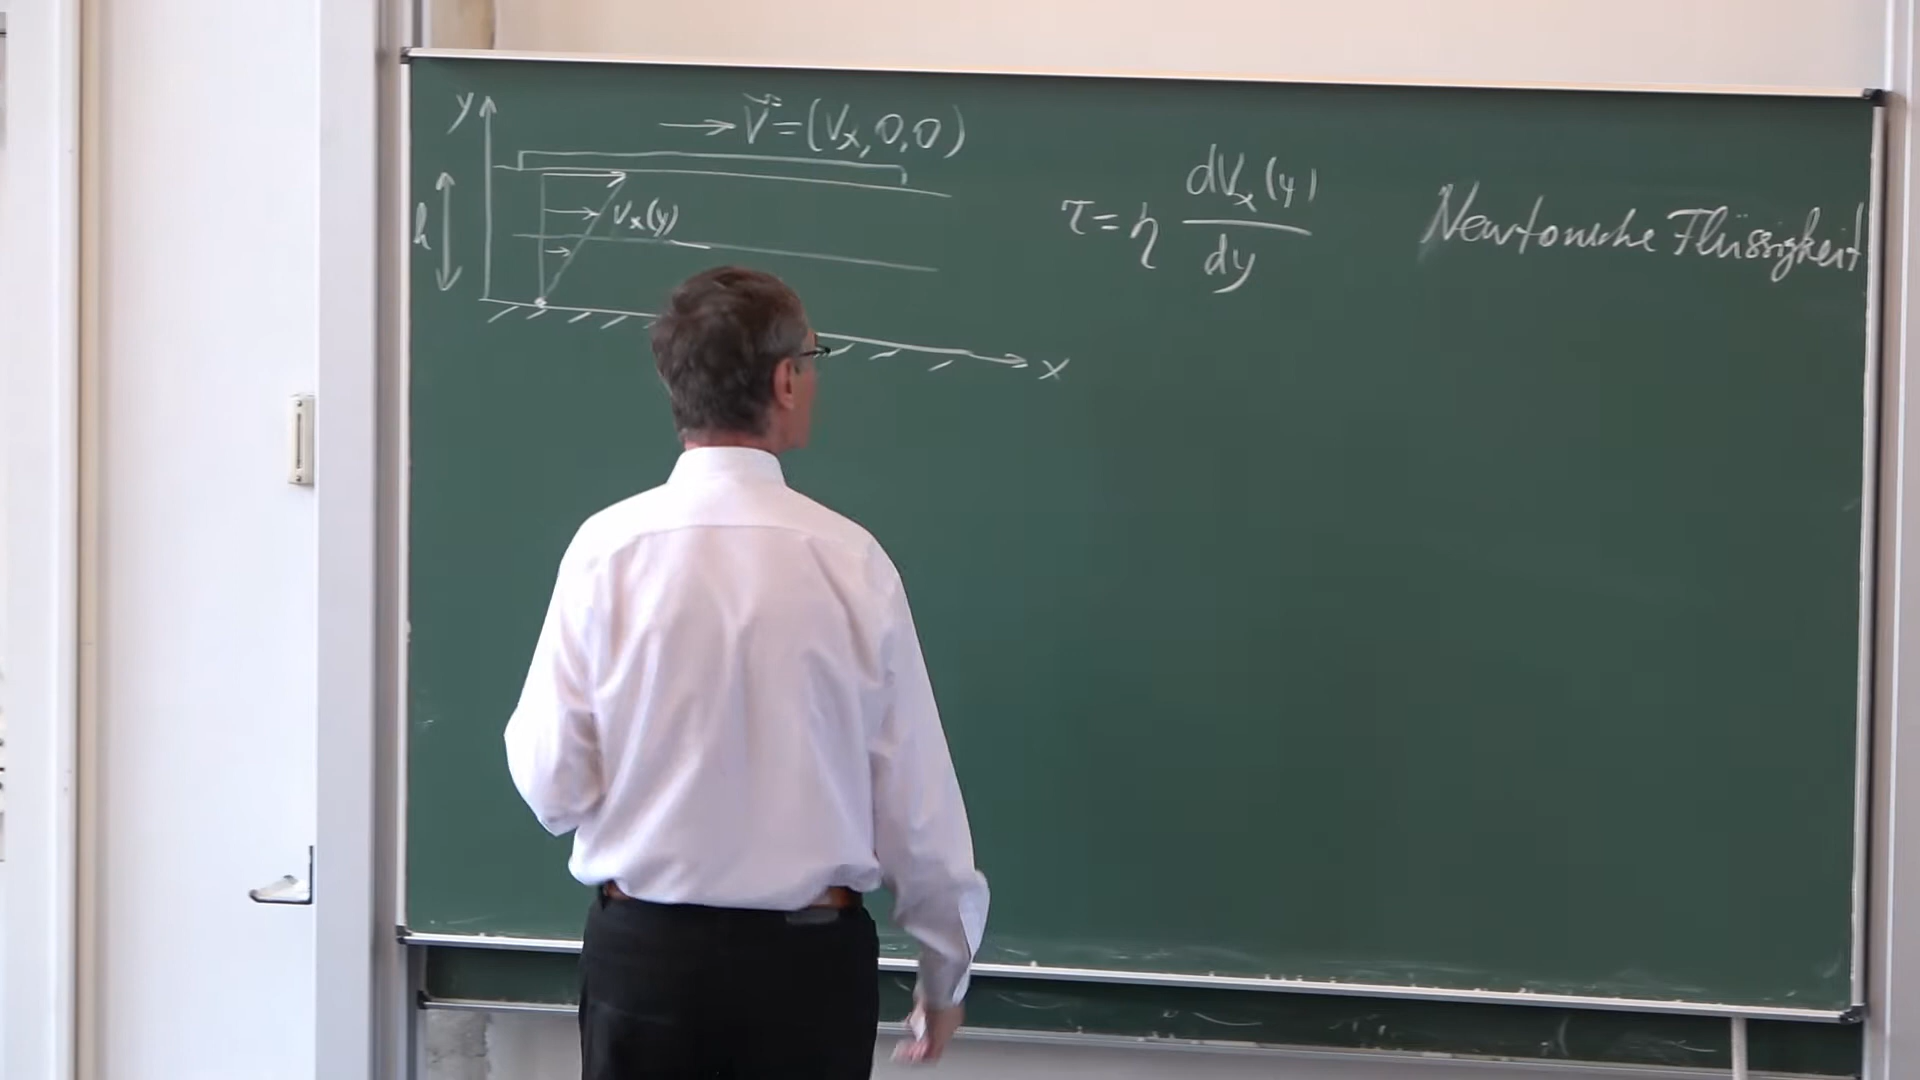 y
V⃗=(Vₓ,0,0)
h
vₓ(y)
x
τ=η dVₓ(y)/dy
Newtonsche Flüssigkeit